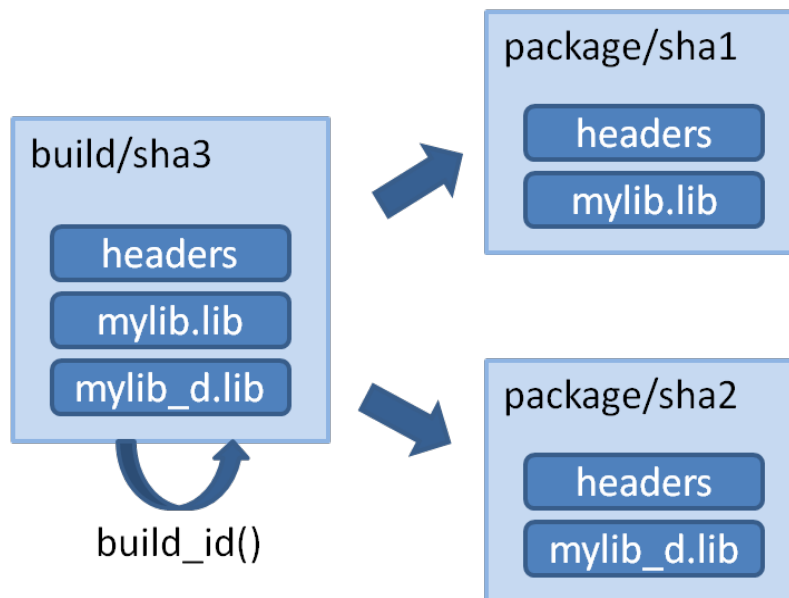 build/sha3
headers
mylib.lib
mylib_d.lib
build_id()
package/sha1
headers
mylib.lib
package/sha2
headers
mylib_d.lib